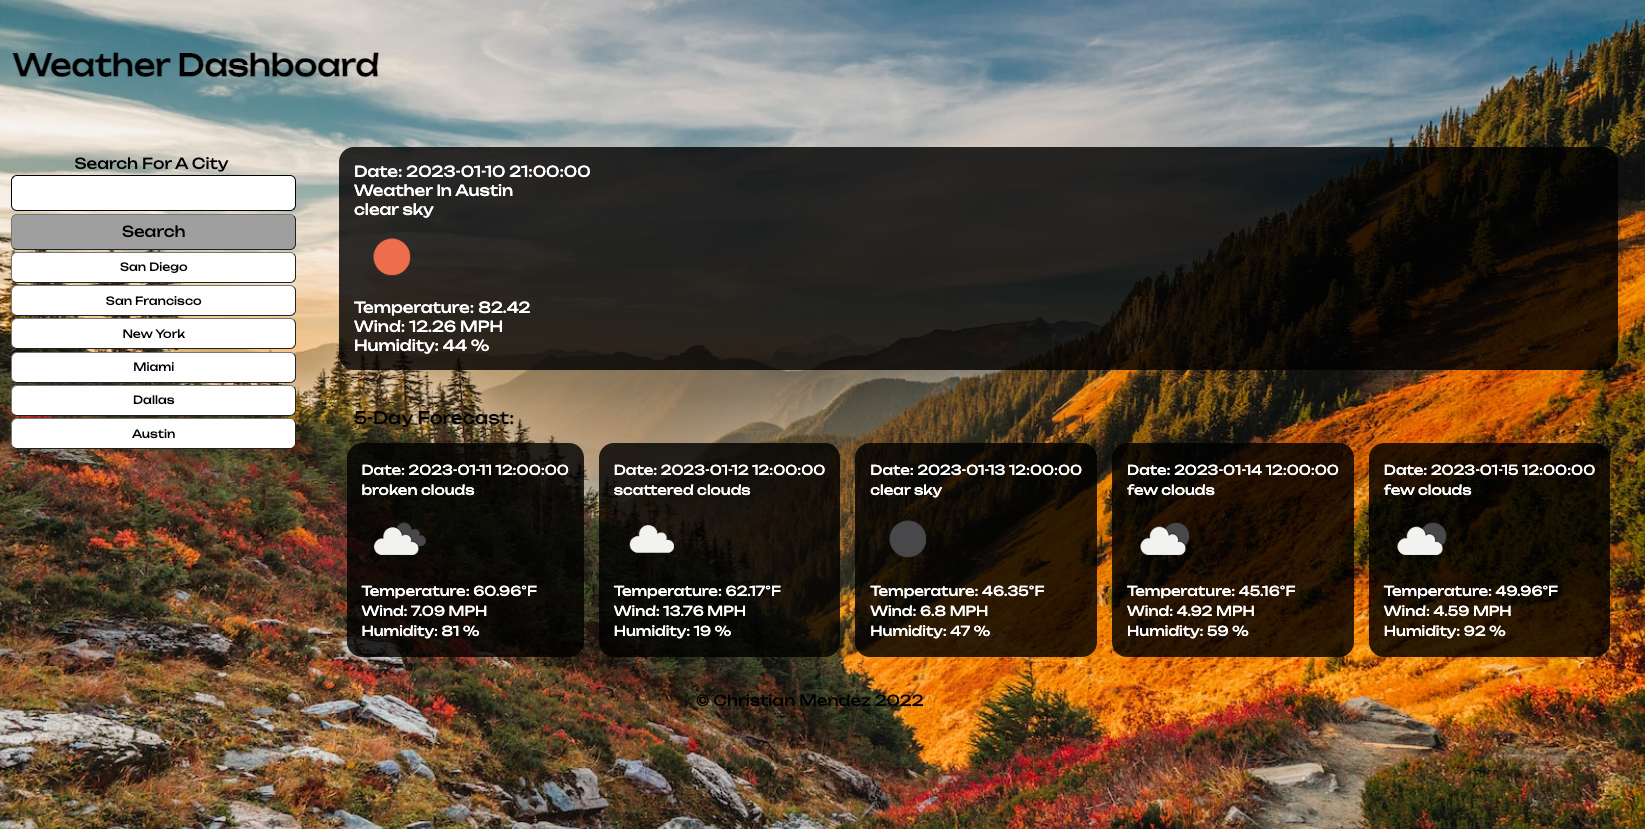 Weather Dashboard
Search For A City
Search
San Diego
San Francisco
New York
Miami
Dallas
Austin
Date: 2023-01-10 21:00:00
Weather In Austin
clear sky
Temperature: 82.42
Wind: 12.26 MPH
Humidity: 44 %
5-Day Forecast:
Date: 2023-01-11 12:00:00
broken clouds
Temperature: 60.96°F
Wind: 7.09 MPH
Humidity: 81 %
Date: 2023-01-12 12:00:00
scattered clouds
Temperature: 62.17°F
Wind: 13.76 MPH
Humidity: 19 %
Date: 2023-01-13 12:00:00
clear sky
Temperature: 46.35°F
Wind: 6.8 MPH
Humidity: 47 %
Date: 2023-01-14 12:00:00
few clouds
Temperature: 45.16°F
Wind: 4.92 MPH
Humidity: 59 %
Date: 2023-01-15 12:00:00
few clouds
Temperature: 49.96°F
Wind: 4.59 MPH
Humidity: 92 %
© Christian Mendez 2022